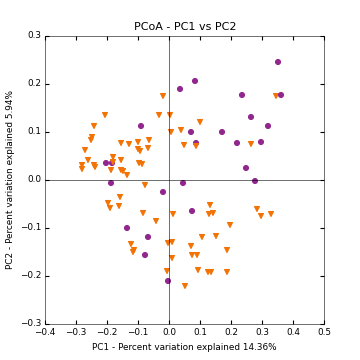 PCoA - PC1 vs PC2
PC2 - Percent variation explained 5.94%
0.3
0.2
0.1
0.0
−0.1
−0.2
−0.3
−0.4 −0.3 −0.2 −0.1 0.0 0.1 0.2 0.3 0.4 0.5
PC1 - Percent variation explained 14.36%